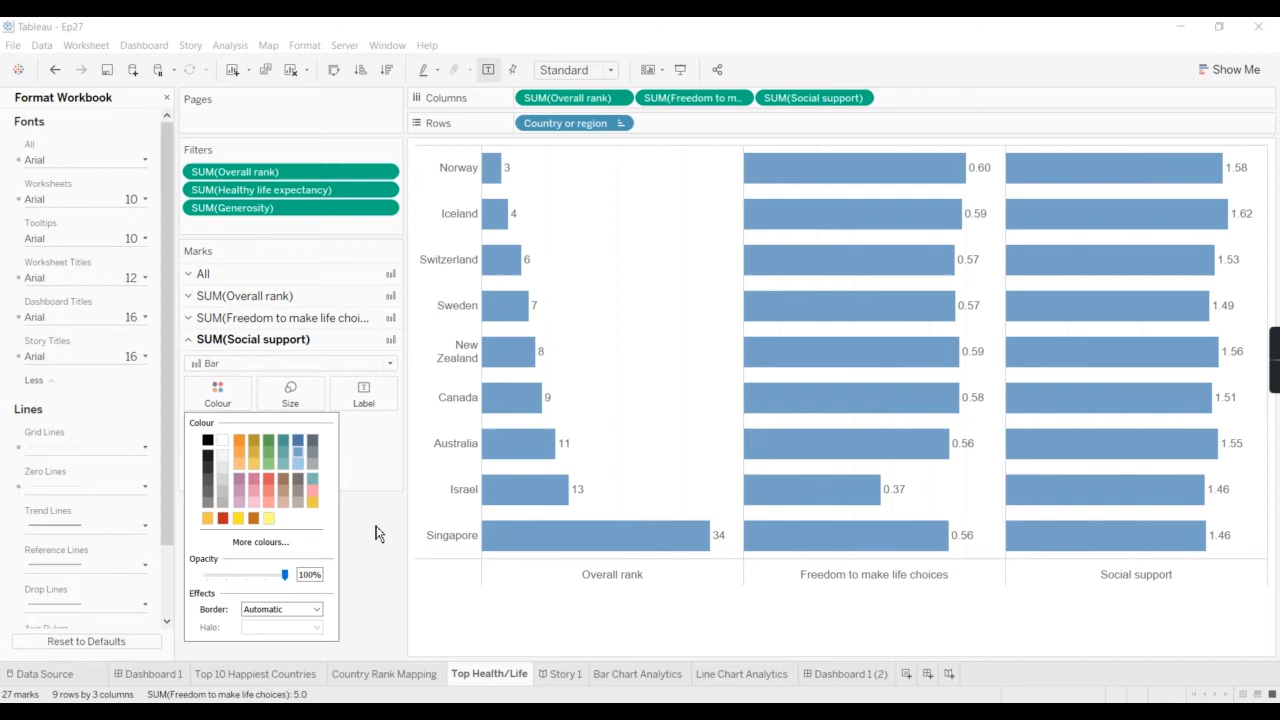 Tableau - Ep27
File Data Worksheet Dashboard Story Analysis Map Format Server Window Help
Standard
Show Me
Format Workbook
Fonts
All
Arial
Worksheets
Arial 10
Tooltips
Arial 10
Worksheet Titles
Arial 12
Dashboard Titles
Arial 16
Story Titles
Arial 16
Less
Lines
Grid Lines
Zero Lines
Trend Lines
Reference Lines
Drop Lines
Reset to Defaults
Pages
Filters
SUM(Overall rank)
SUM(Healthy life expectancy)
SUM(Generosity)
Marks
All
SUM(Overall rank)
SUM(Freedom to make life choi...
SUM(Social support)
Bar
Colour Size Label
Colour
More colours...
Opacity
100%
Effects
Border: Automatic
Halo:
Columns SUM(Overall rank) SUM(Freedom to m.. SUM(Social support)
Rows Country or region
Norway 3 0.60 1.58
Iceland 4 0.59 1.62
Switzerland 6 0.57 1.53
Sweden 7 0.57 1.49
New
Zealand 8 0.59 1.56
Canada 9 0.58 1.51
Australia 11 0.56 1.55
Israel 13 0.37 1.46
Singapore 34 0.56 1.46
Overall rank Freedom to make life choices Social support
Data Source Dashboard 1 Top 10 Happiest Countries Country Rank Mapping Top Health/Life Story 1 Bar Chart Analytics Line Chart Analytics Dashboard 1 (2)
27 marks 9 rows by 3 columns SUM(Freedom to make life choices): 5.0